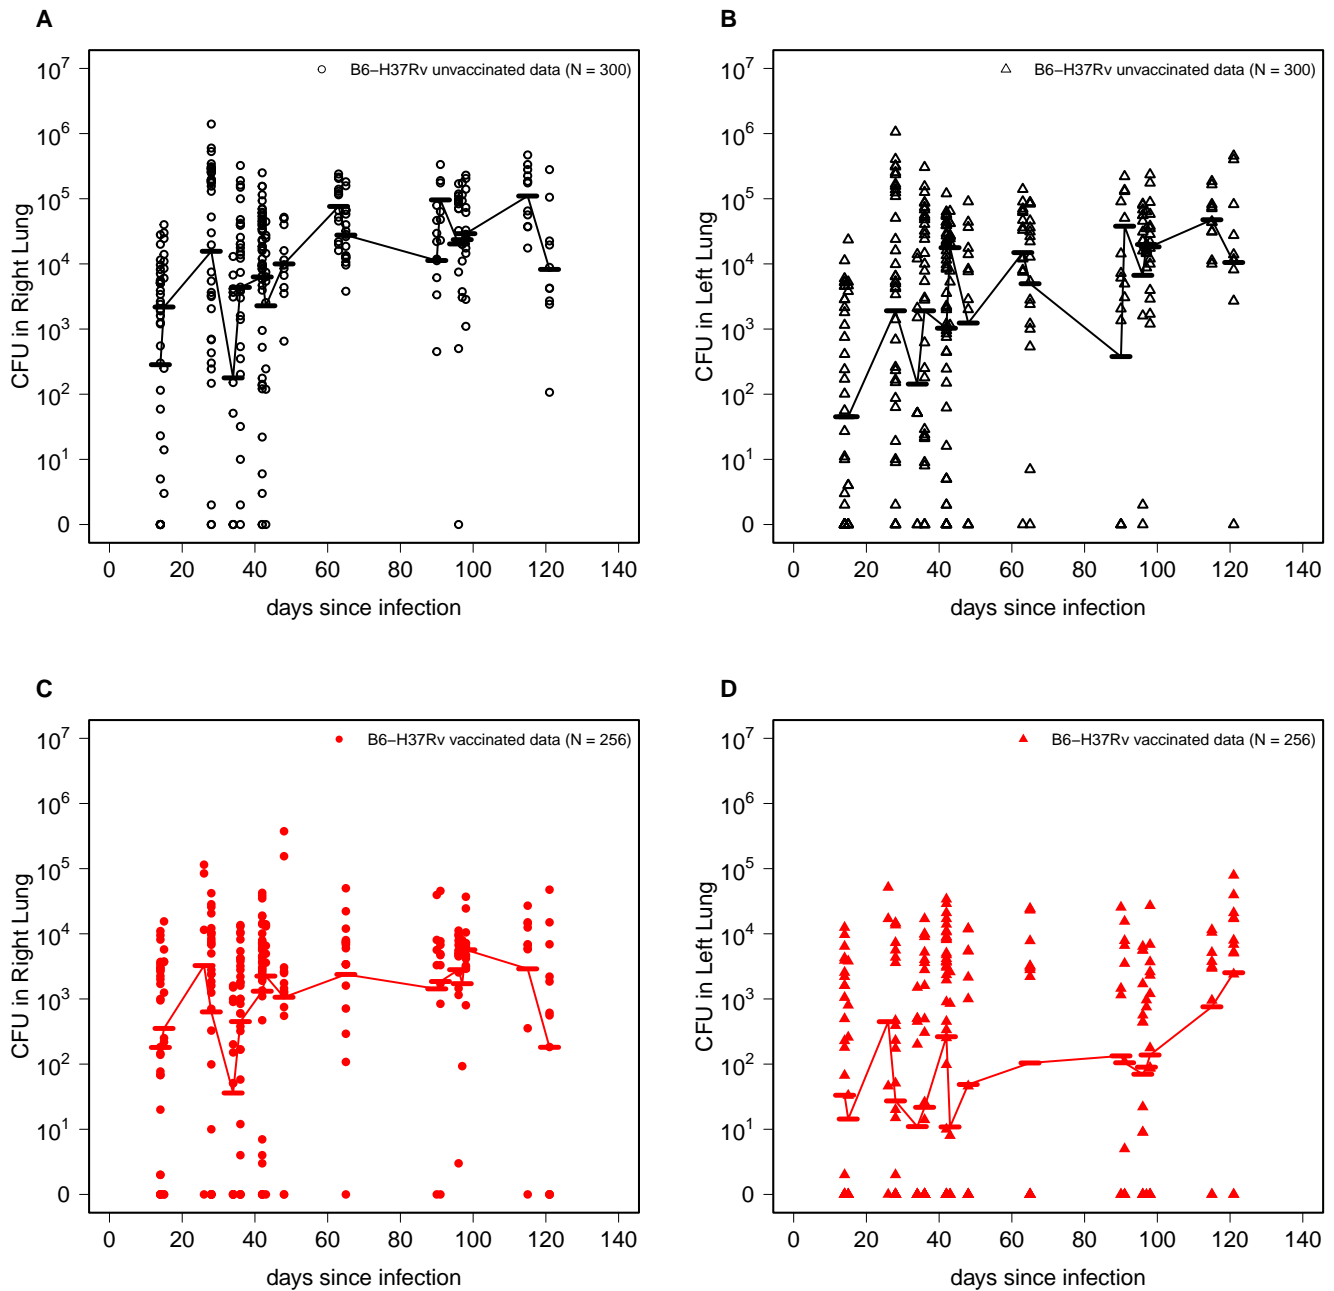 A
B6−H37Rv unvaccinated data (N = 300)
10^7
10^6
10^5
10^4
10^3
10^2
10^1
0
CFU in Right Lung
0 20 40 60 80 100 120 140
days since infection
B
B6−H37Rv unvaccinated data (N = 300)
10^7
10^6
10^5
10^4
10^3
10^2
10^1
0
CFU in Left Lung
0 20 40 60 80 100 120 140
days since infection
C
B6−H37Rv vaccinated data (N = 256)
10^7
10^6
10^5
10^4
10^3
10^2
10^1
0
CFU in Right Lung
0 20 40 60 80 100 120 140
days since infection
D
B6−H37Rv vaccinated data (N = 256)
10^7
10^6
10^5
10^4
10^3
10^2
10^1
0
CFU in Left Lung
0 20 40 60 80 100 120 140
days since infection